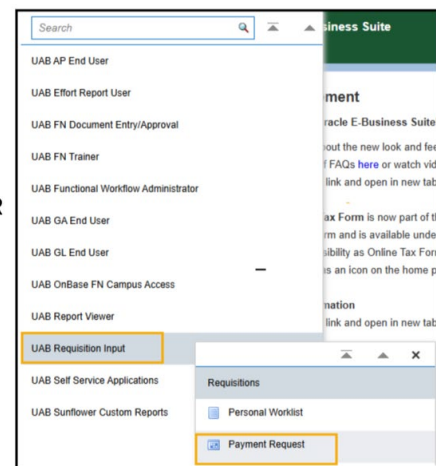 Search
siness Suite
UAB AP End User
UAB Effort Report User
ment
UAB FN Document Entry/Approval
racle E-Business Suite
out the new look and fee
UAB FN Trainer
f FAQs here or watch vid
link and open in new tab
UAB Functional Workflow Administrator
R
UAB GA End User
ax Form is now part of th
rm and is available unde
UAB GL End User
sibility as Online Tax For
s an icon on the home p
UAB OnBase FN Campus Access
UAB Report Viewer
mation
link and open in new tab
UAB Requisition Input
UAB Self Service Applications
Requisitions
UAB Sunflower Custom Reports
Personal Worklist
Payment Request